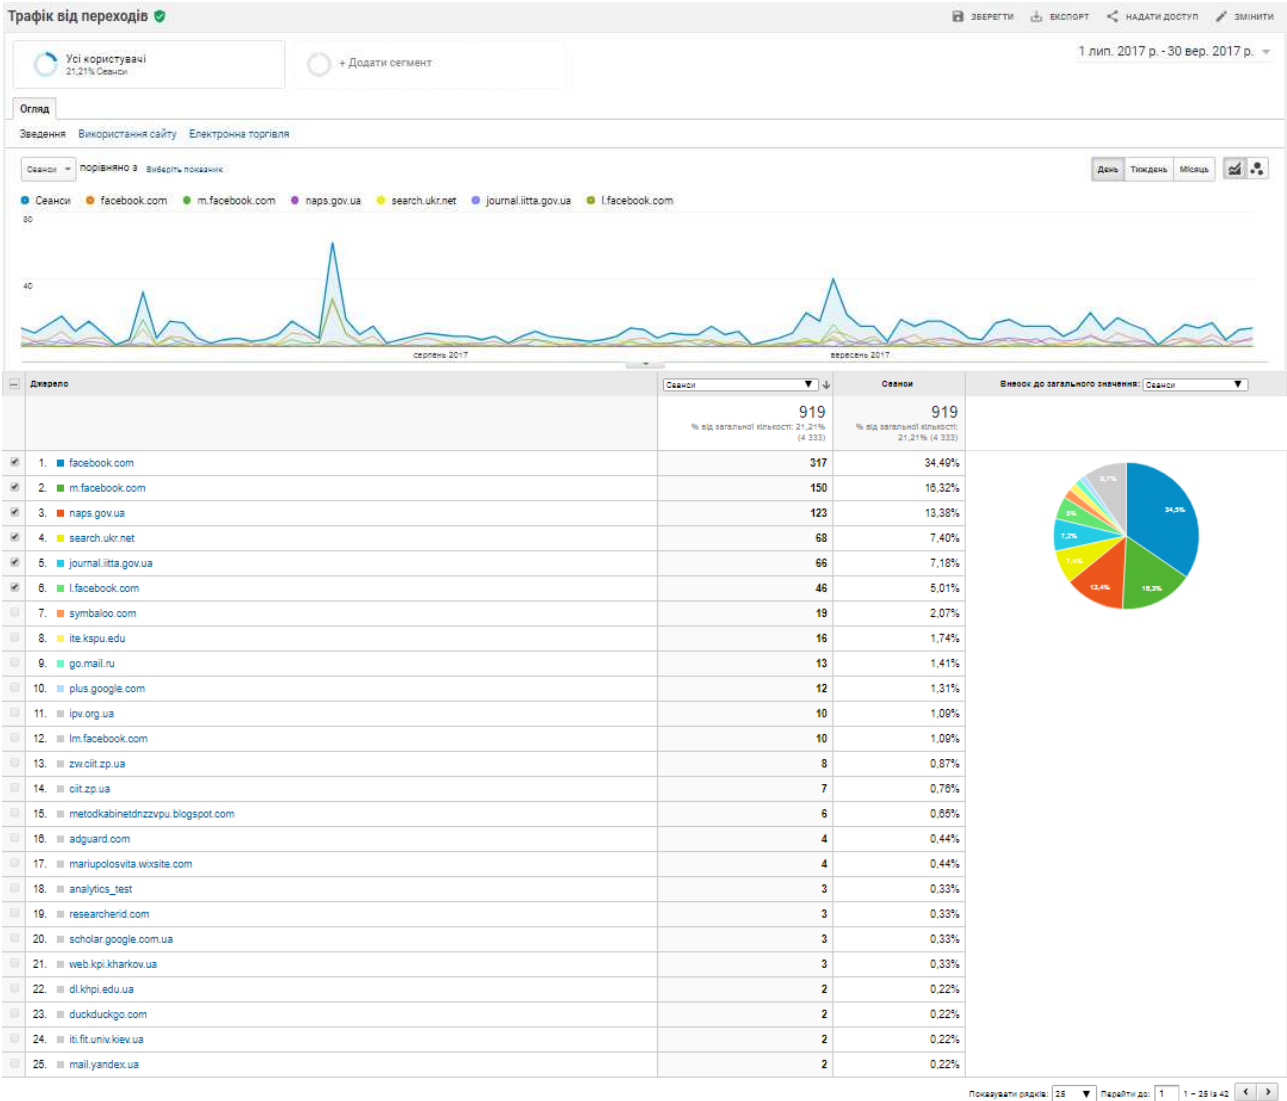 Трафік від переходів
ЗБЕРЕГТИ ЕКСПОРТ НАДАТИ ДОСТУП ЗМІНИТИ
Усі користувачі
21,21% Сеанси
+ Додати сегмент
1 лип. 2017 р. - 30 вер. 2017 р.
Огляд
Зведення Використання сайту Електронна торгівля
Сеанси порівняно з Виберіть показник
День Тиждень Місяць
Сеанси facebook.com m.facebook.com naps.gov.ua search.ukr.net journal.iitta.gov.ua l.facebook.com
80
40
серпень 2017 вересень 2017
Джерело Сеанси Сеанси Внесок до загального значення: Сеанси
919 919
% від загальної кількості: 21,21% (4 333) % від загальної кількості: 21,21% (4 333)
1. facebook.com 317 34,49%
2. m.facebook.com 150 16,32%
3. naps.gov.ua 123 13,38%
4. search.ukr.net 68 7,40%
5. journal.iitta.gov.ua 66 7,18%
6. l.facebook.com 46 5,01%
7. symbaloo.com 19 2,07%
8. ite.kspu.edu 16 1,74%
9. go.mail.ru 13 1,41%
10. plus.google.com 12 1,31%
11. ipv.org.ua 10 1,09%
12. lm.facebook.com 10 1,09%
13. zw.ciit.zp.ua 8 0,87%
14. ciit.zp.ua 7 0,76%
15. metodkabinetdnzzvpu.blogspot.com 6 0,65%
16. adguard.com 4 0,44%
17. mariupolosvita.wixsite.com 4 0,44%
18. analytics_test 3 0,33%
19. researcherid.com 3 0,33%
20. scholar.google.com.ua 3 0,33%
21. web.kpi.kharkov.ua 3 0,33%
22. dl.khpi.edu.ua 2 0,22%
23. duckduckgo.com 2 0,22%
24. iti.fit.univ.kiev.ua 2 0,22%
25. mail.yandex.ua 2 0,22%
9,7%
34,5%
5%
7,2%
7,4%
13,4%
16,3%
Показувати рядків: 25 Перейти до: 1 1 – 25 із 42